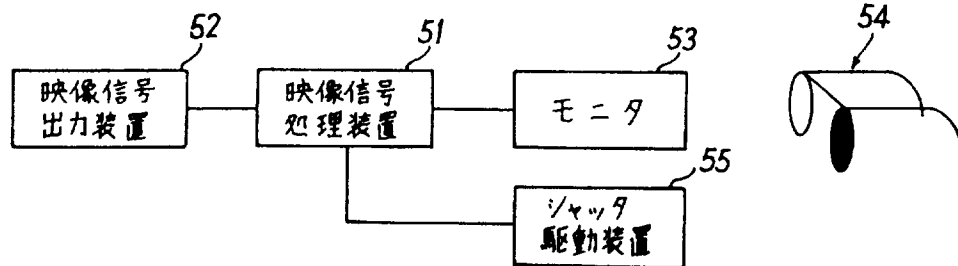 52
映像信号
出力装置
51
映像信号
処理装置
53
モニタ
54
55
シャッタ
駆動装置